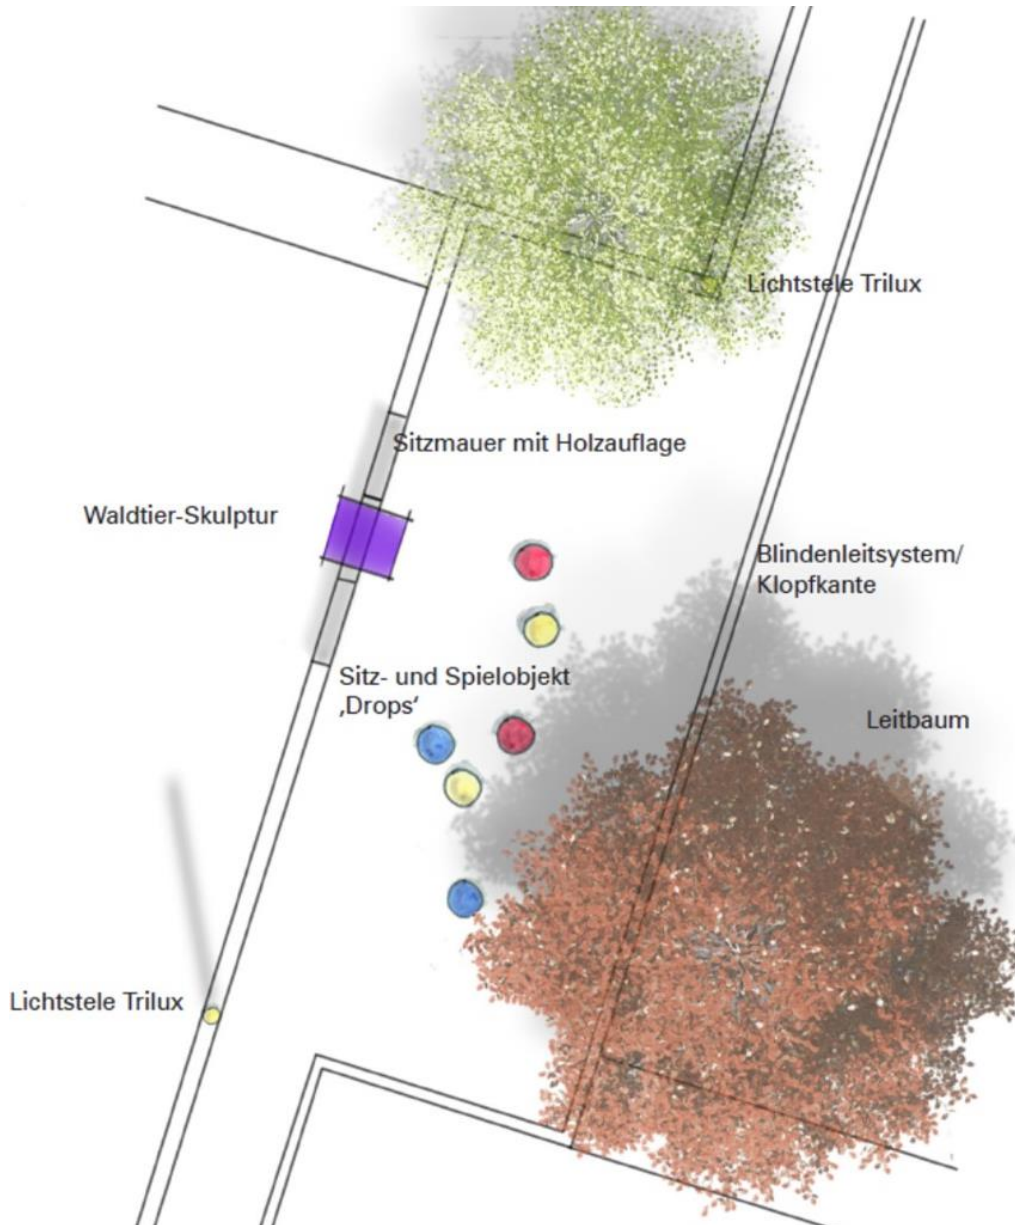 Lichtstele Trilux
Sitzmauer mit Holzauflage
Waldtier-Skulptur
Blindenleitsystem/
Klopfkante
Sitz- und Spielobjekt
‚Drops‘
Leitbaum
Lichtstele Trilux